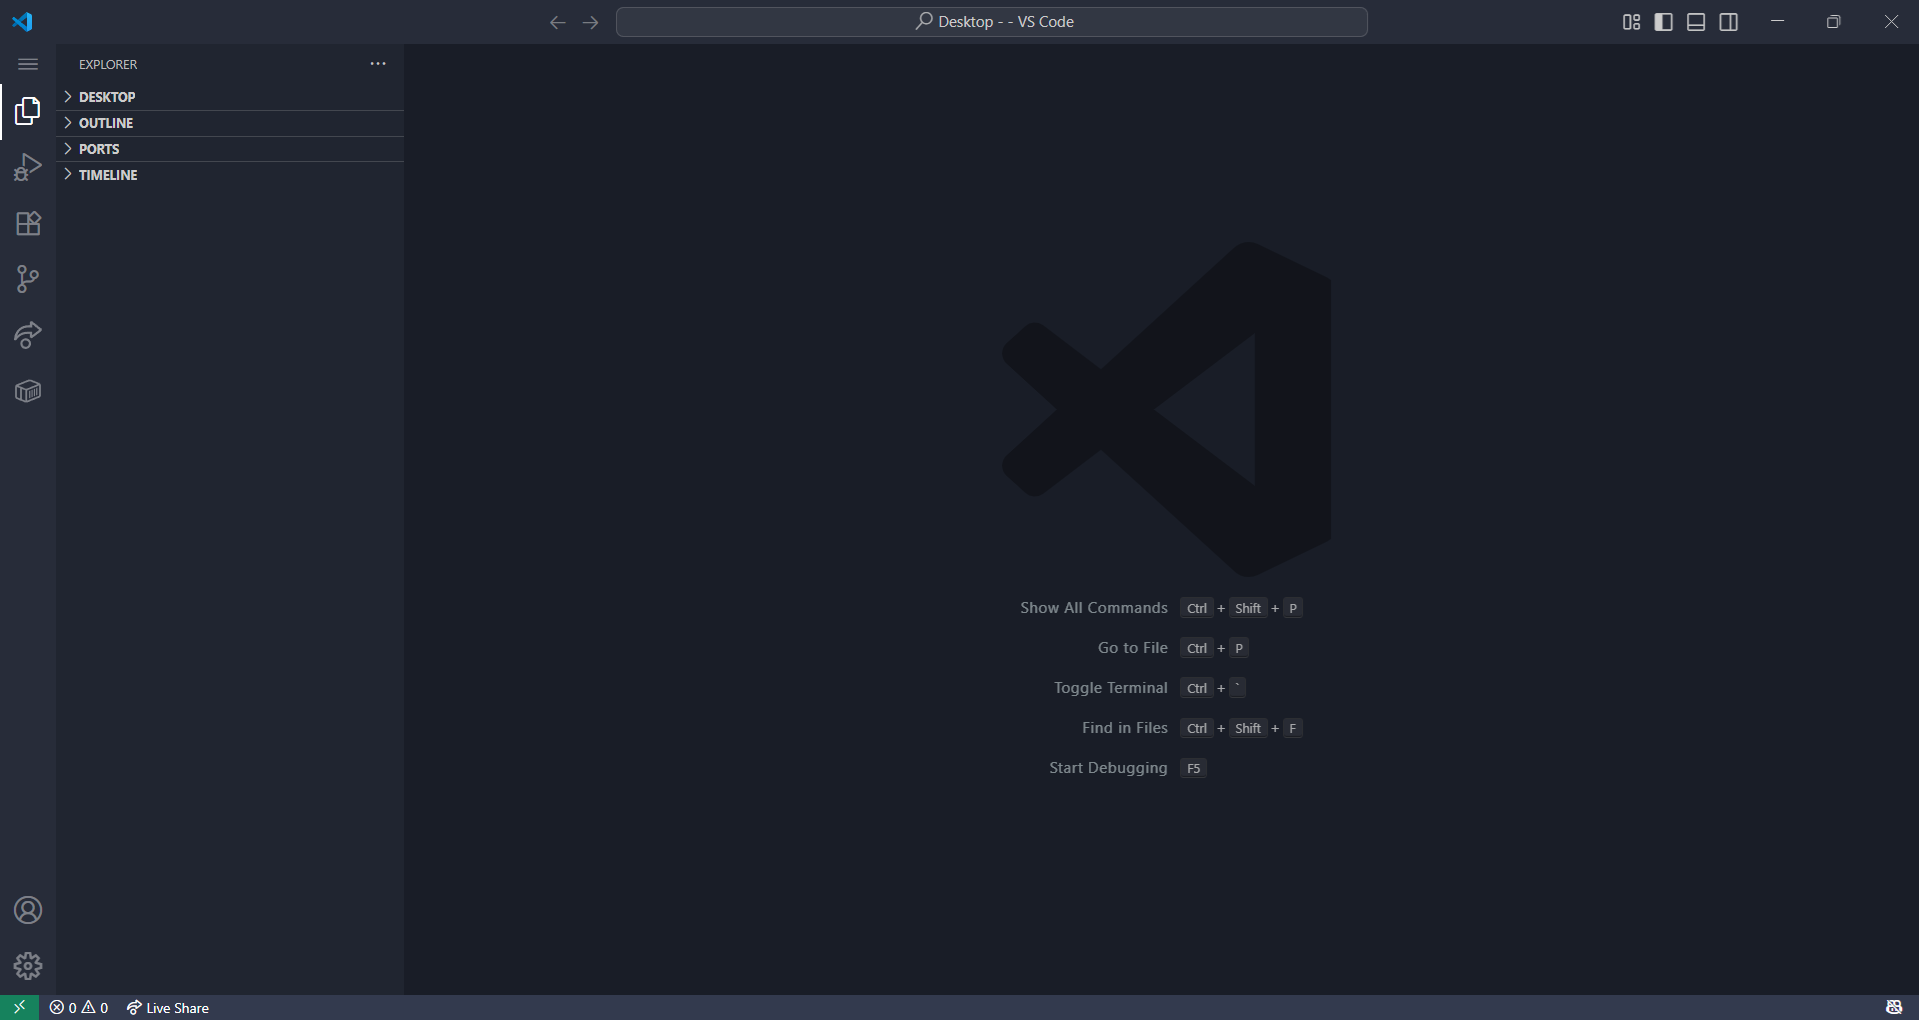 Desktop - - VS Code
EXPLORER
DESKTOP
OUTLINE
PORTS
TIMELINE
Show All Commands Ctrl + Shift + P
Go to File Ctrl + P
Toggle Terminal Ctrl + `
Find in Files Ctrl + Shift + F
Start Debugging F5
0 0 Live Share